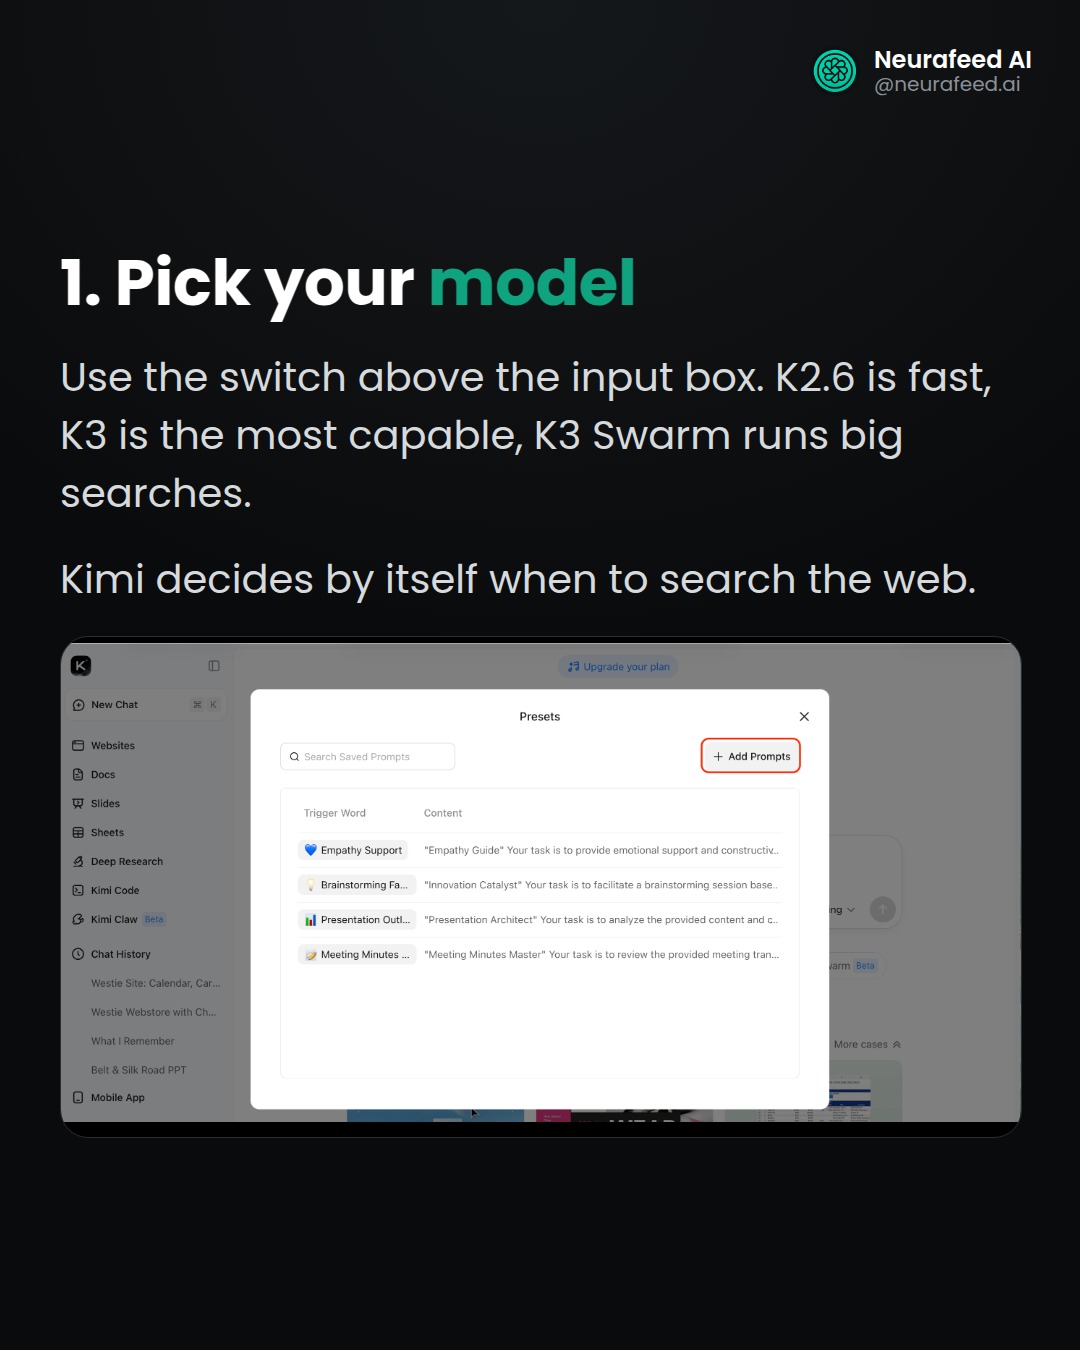 Neurafeed AI
@neurafeed.ai
1. Pick your model
Use the switch above the input box. K2.6 is fast,
K3 is the most capable, K3 Swarm runs big
searches.
Kimi decides by itself when to search the web.
Upgrade your plan
New Chat ⌘ K
Websites
Docs
Slides
Sheets
Deep Research
Kimi Code
Kimi Claw Beta
Chat History
Westie Site: Calendar, Car...
Westie Webstore with Ch...
What I Remember
Belt & Silk Road PPT
Mobile App
Presets
Search Saved Prompts
Add Prompts
Trigger Word Content
Empathy Support "Empathy Guide" Your task is to provide emotional support and constructiv...
Brainstorming Fa... "Innovation Catalyst" Your task is to facilitate a brainstorming session base..
Presentation Outl... "Presentation Architect" Your task is to analyze the provided content and c..
Meeting Minutes ... "Meeting Minutes Master" Your task is to review the provided meeting tran...
ing
warm Beta
More cases